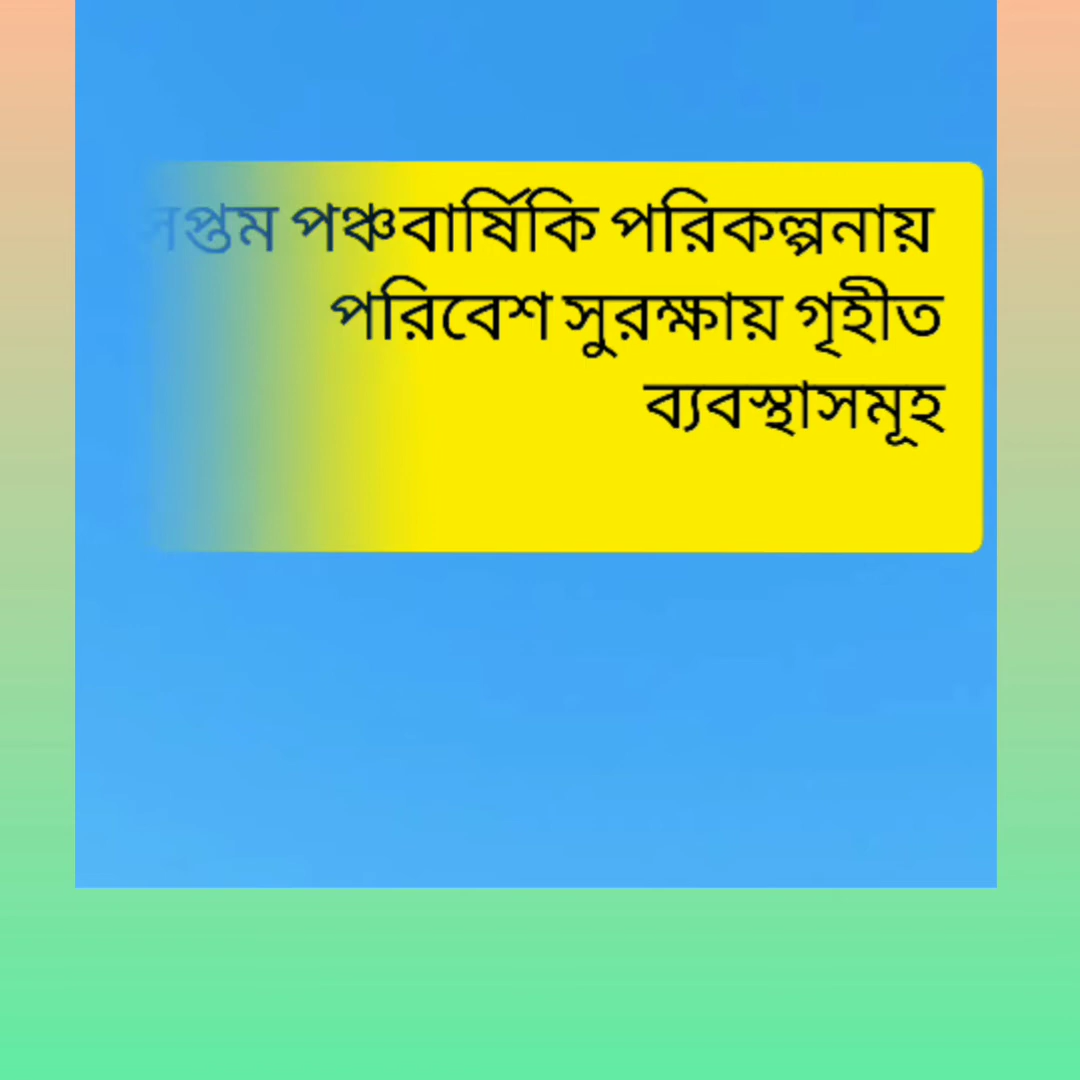 সপ্তম পঞ্চবার্ষিকি পরিকল্পনায়
পরিবেশ সুরক্ষায় গৃহীত
ব্যবস্থাসমূহ